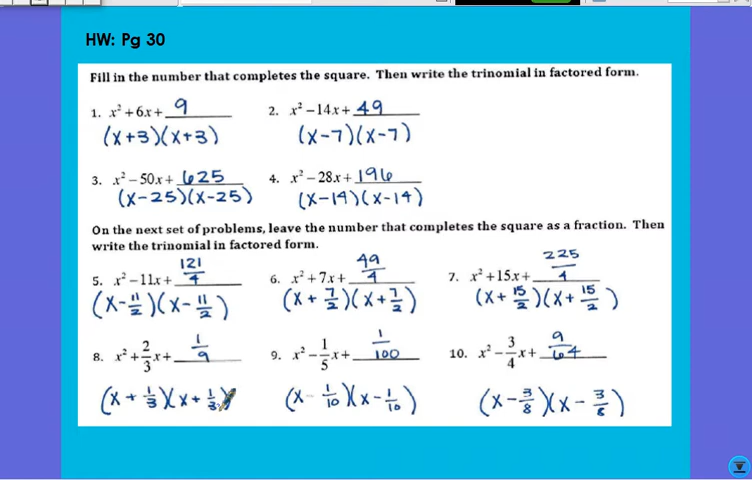 HW: Pg 30
Fill in the number that completes the square. Then write the trinomial in factored form.
1. x² + 6x + 9
2. x² − 14x + 49
(x+3)(x+3)
(x−7)(x−7)
3. x² − 50x + 625
4. x² − 28x + 196
(x−25)(x−25)
(x−14)(x−14)
On the next set of problems, leave the number that completes the square as a fraction. Then
write the trinomial in factored form.
5. x² − 11x + 121/4
6. x² + 7x + 49/4
7. x² + 15x + 225/4
(x − 11/2)(x − 11/2)
(x + 7/2)(x + 7/2)
(x + 15/2)(x + 15/2)
8. x² + 2/3 x + 1/9
9. x² − 1/5 x + 1/100
10. x² − 3/4 x + 9/64
(x + 1/3)(x + 1/3)
(x − 1/10)(x − 1/10)
(x − 3/8)(x − 3/8)